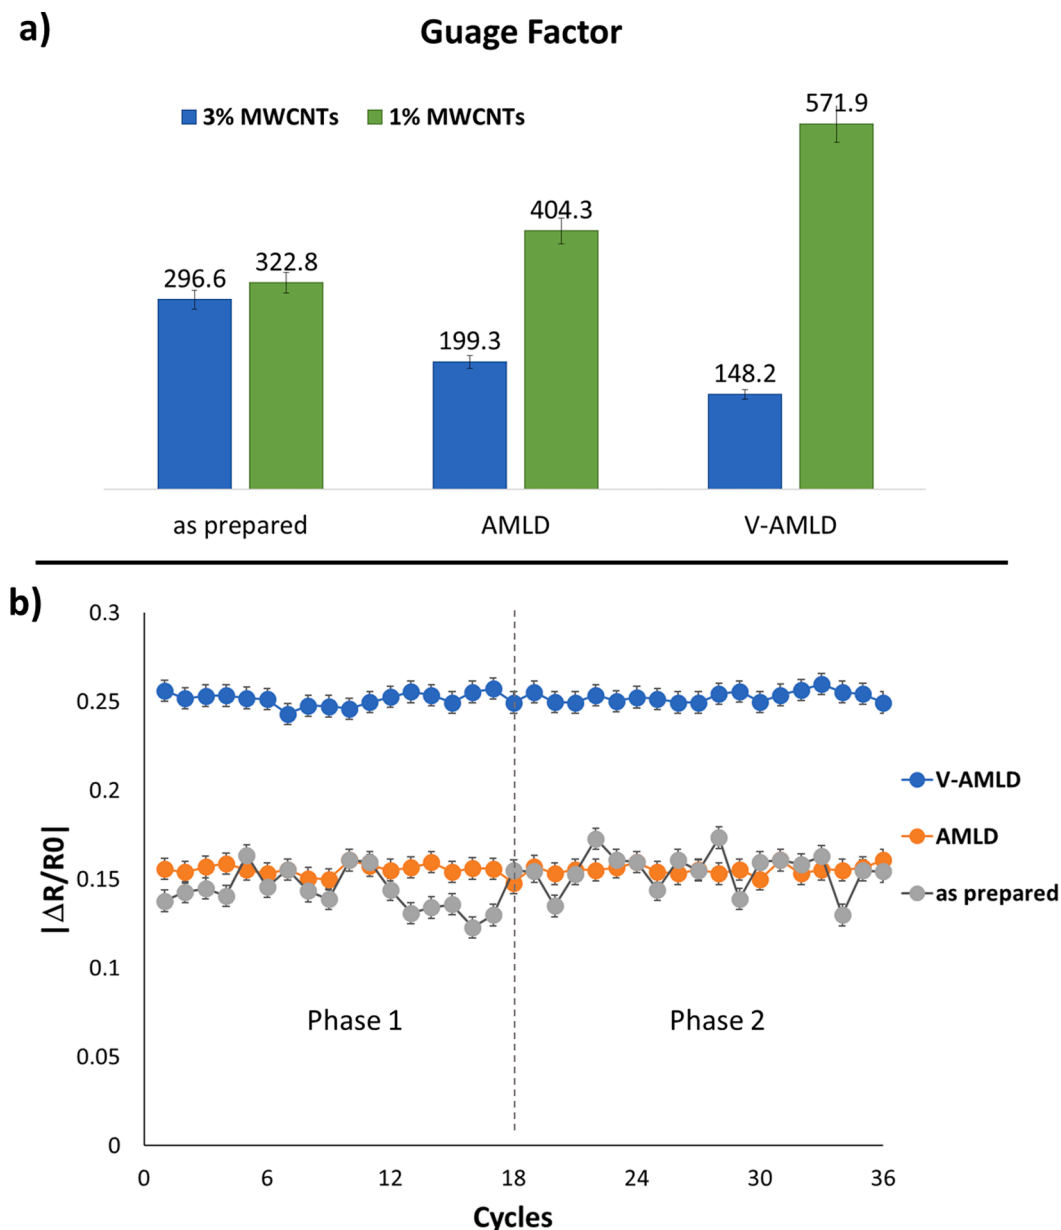 a)
Guage Factor
3% MWCNTs 1% MWCNTs
571.9
404.3
322.8
296.6
199.3
148.2
as prepared AMLD V-AMLD
b)
0.3
0.25
0.2
0.15
0.1
0.05
0
|ΔR/R0|
V-AMLD
AMLD
as prepared
Phase 1 Phase 2
0 6 12 18 24 30 36
Cycles